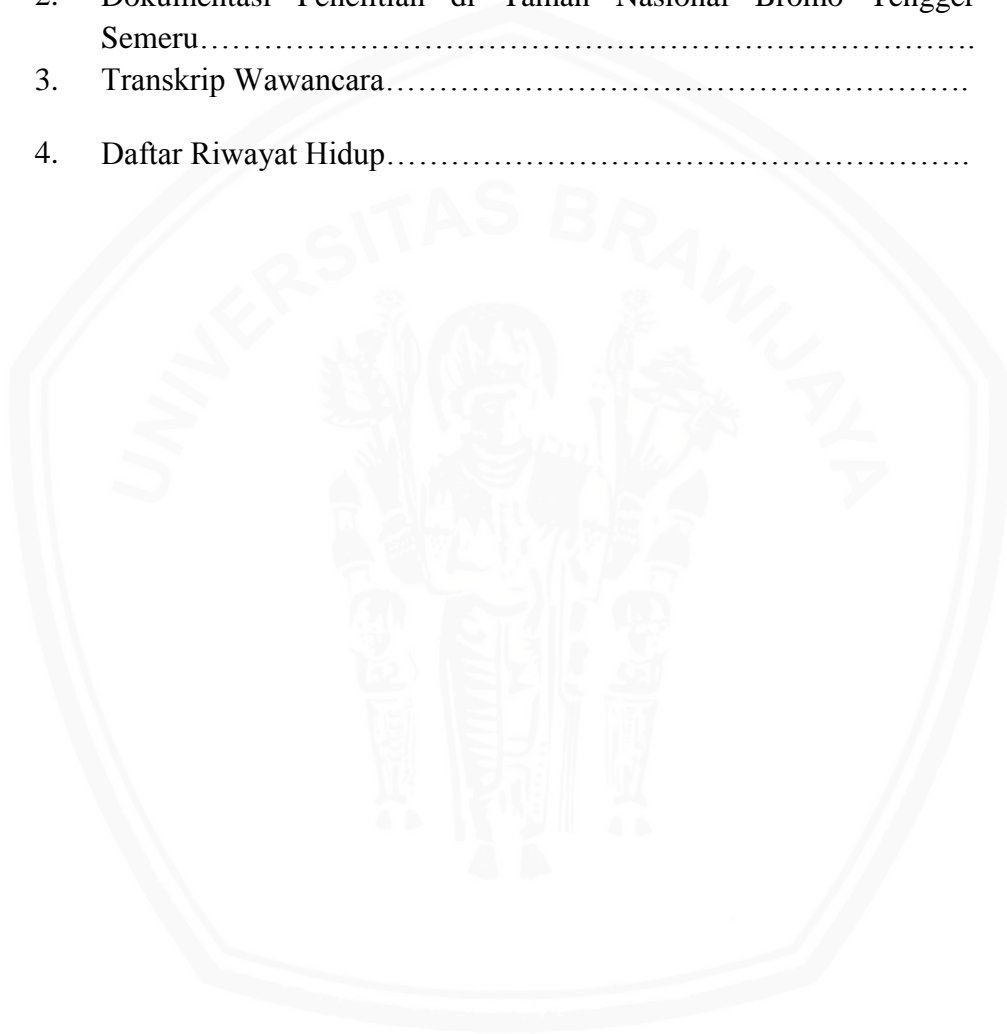 2. Dokumentasi Penelitian di Taman Nasional Bromo Tengger
Semeru……………………………………………………………….
3. Transkrip Wawancara……………………………………………….
4. Daftar Riwayat Hidup……………………………………………….
UNIVERSITAS BRAWIJAYA